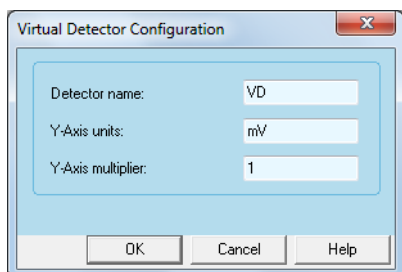 Virtual Detector Configuration
Detector name: VD
Y-Axis units: mV
Y-Axis multiplier: 1
OK Cancel Help